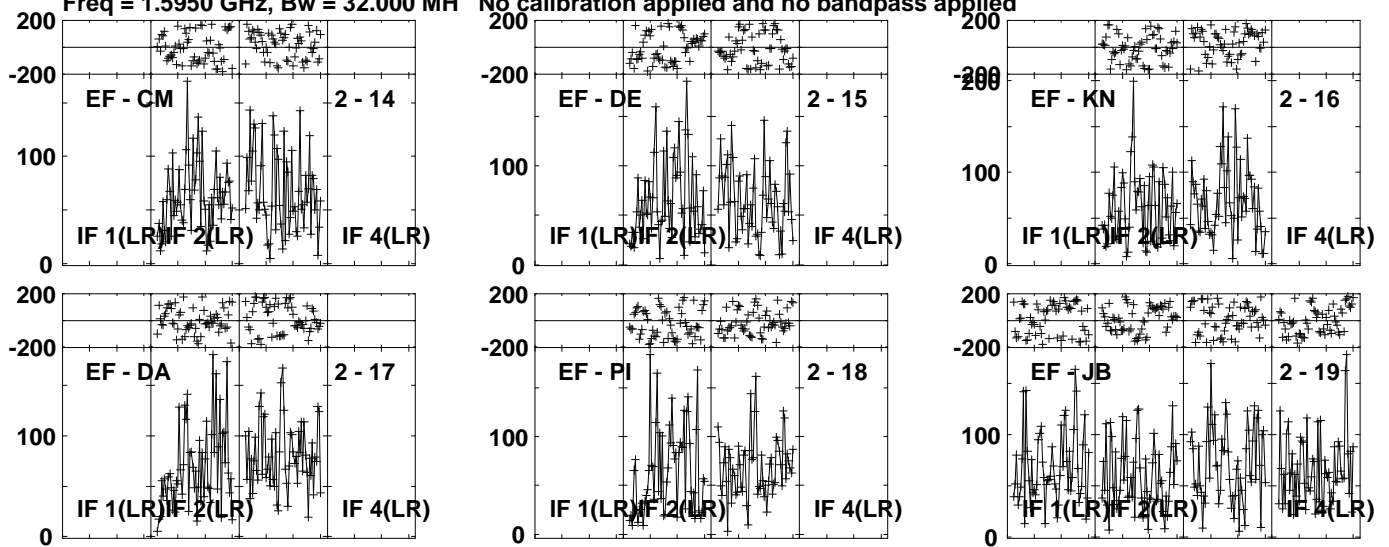 Freq = 1.5950 GHz, Bw = 32.000 MH   No calibration applied and no bandpass applied
200
-200
EF - CM 2 - 14
100
IF 1(LR) IF 2(LR) IF 4(LR)
0
200
-200
EF - DE 2 - 15
100
IF 1(LR) IF 2(LR) IF 4(LR)
0
200
-200
200
EF - KN 2 - 16
100
IF 1(LR) IF 2(LR) IF 4(LR)
0
200
-200
EF - DA 2 - 17
100
IF 1(LR) IF 2(LR) IF 4(LR)
0
200
-200
EF - PI 2 - 18
100
IF 1(LR) IF 2(LR) IF 4(LR)
0
200
-200
EF - JB 2 - 19
100
IF 1(LR) IF 2(LR) IF 4(LR)
0